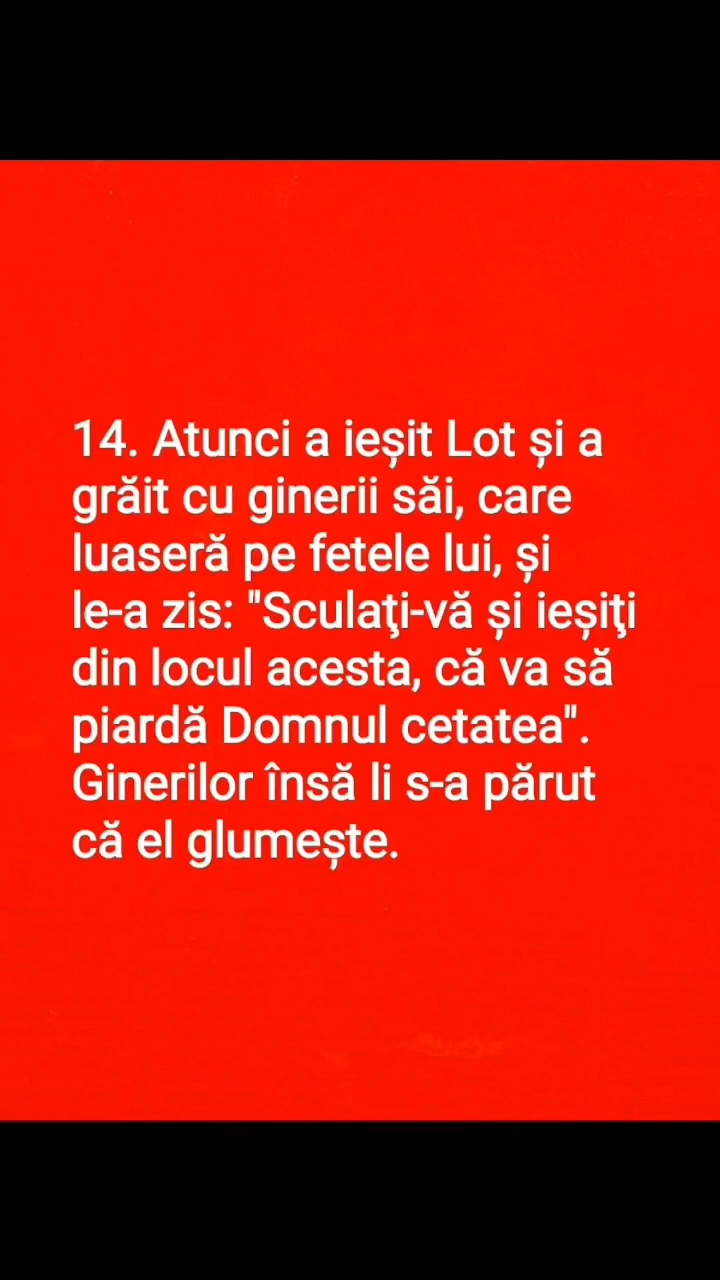 14. Atunci a ieșit Lot și a
grăit cu ginerii săi, care
luaseră pe fetele lui, și
le-a zis: "Sculaţi-vă și ieșiţi
din locul acesta, că va să
piardă Domnul cetatea".
Ginerilor însă li s-a părut
că el glumește.